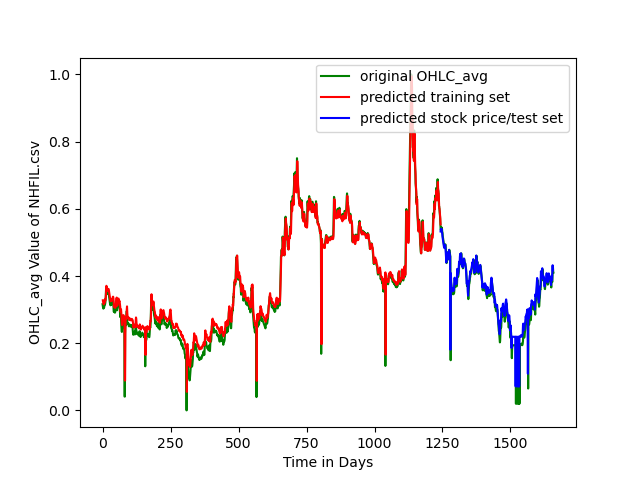 original OHLC_avg
predicted training set
predicted stock price/test set
OHLC_avg Value of NHFIL.csv
1.0
0.8
0.6
0.4
0.2
0.0
0 250 500 750 1000 1250 1500
Time in Days